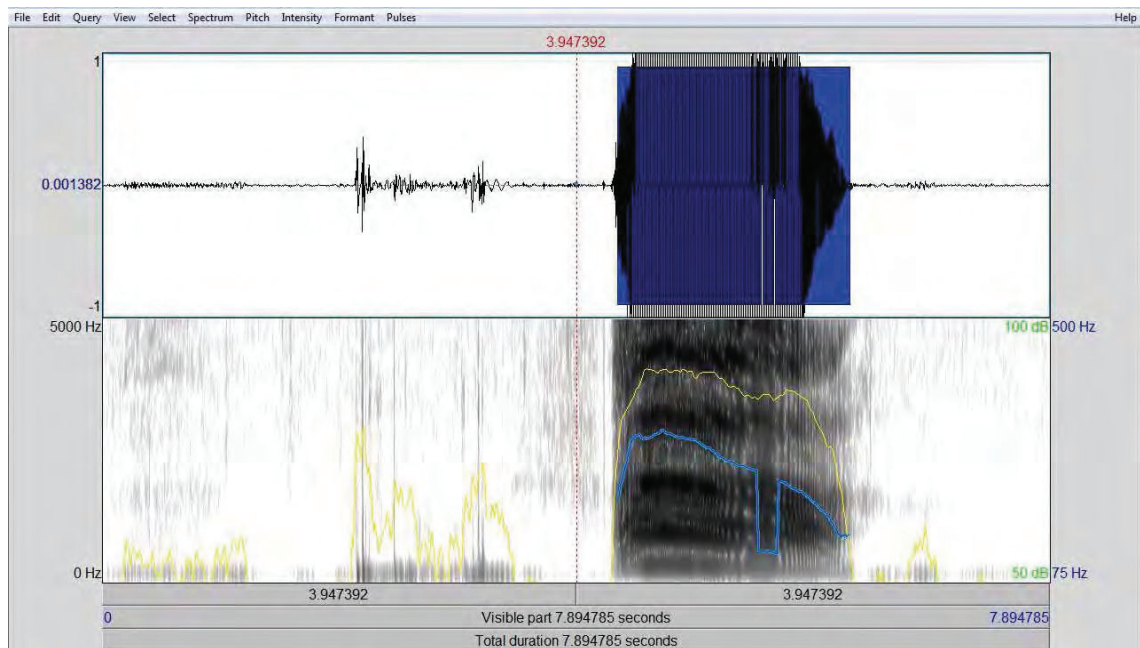 File Edit Query View Select Spectrum Pitch Intensity Formant Pulses Help
3.947392
1
0.001382
-1
5000 Hz 100 dB 500 Hz
0 Hz 50 dB 75 Hz
3.947392 3.947392
0 Visible part 7.894785 seconds 7.894785
Total duration 7.894785 seconds